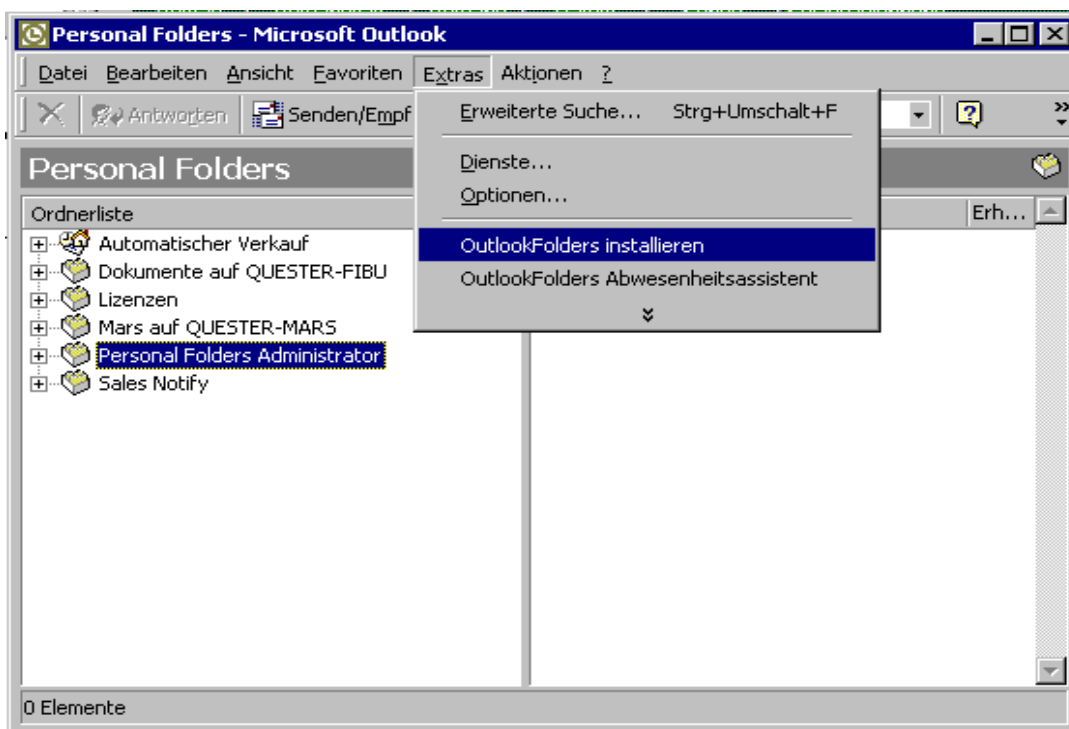 Personal Folders - Microsoft Outlook
Datei Bearbeiten Ansicht Favoriten Extras Aktionen ?
Antworten Senden/Empf
Erweiterte Suche... Strg+Umschalt+F
Dienste...
Optionen...
OutlookFolders installieren
OutlookFolders Abwesenheitsassistent
Personal Folders
Ordnerliste
Erh...
Automatischer Verkauf
Dokumente auf QUESTER-FIBU
Lizenzen
Mars auf QUESTER-MARS
Personal Folders Administrator
Sales Notify
0 Elemente